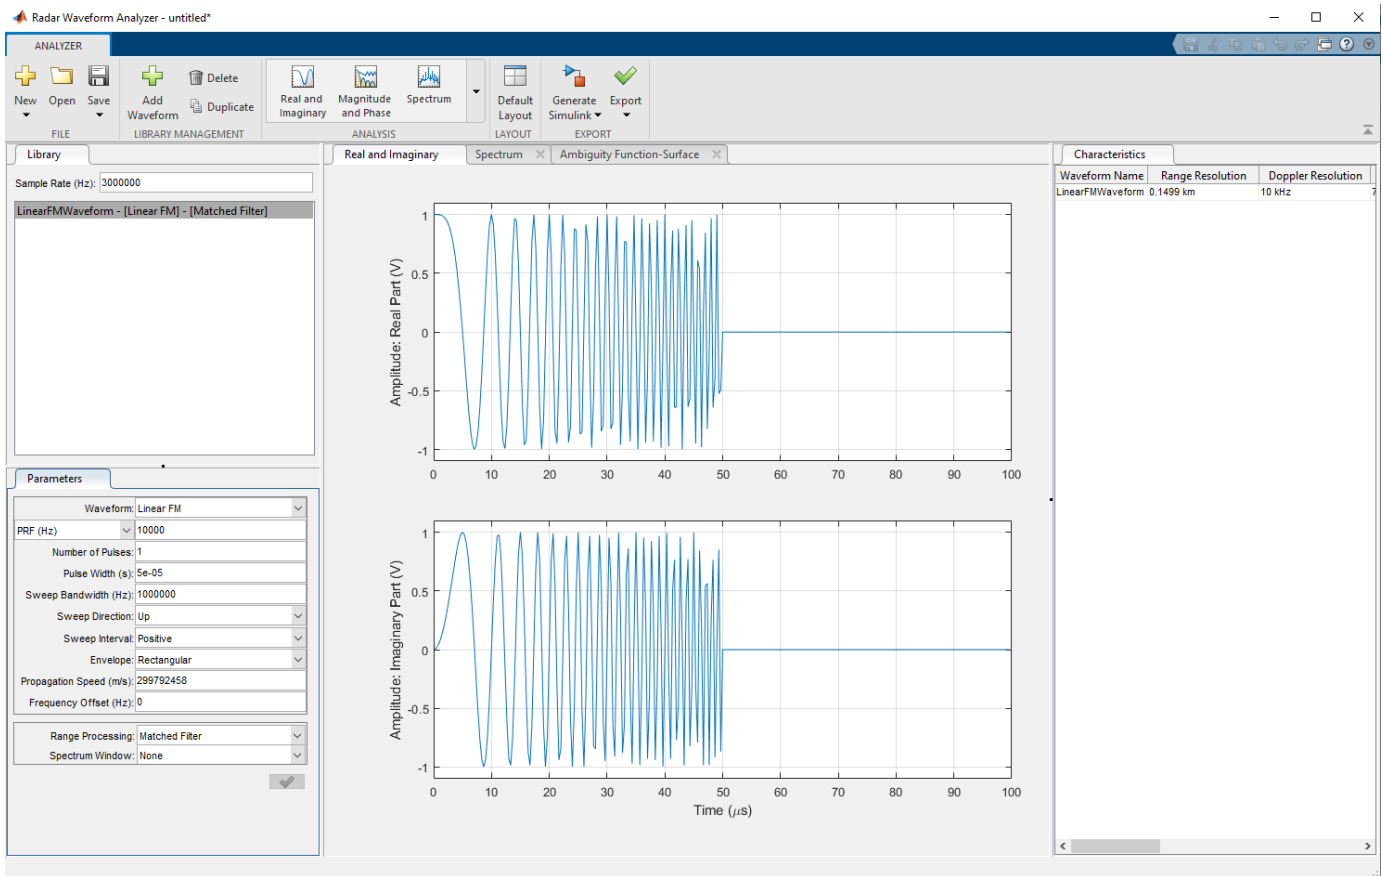 Radar Waveform Analyzer - untitled*
ANALYZER
New
Open
Save
FILE
Add Waveform
Delete
Duplicate
LIBRARY MANAGEMENT
Real and Imaginary
Magnitude and Phase
Spectrum
ANALYSIS
Default Layout
LAYOUT
Generate Simulink
Export
EXPORT
Library
Sample Rate (Hz): 3000000
LinearFMWaveform - [Linear FM] - [Matched Filter]
Parameters
Waveform: Linear FM
PRF (Hz) 10000
Number of Pulses: 1
Pulse Width (s): 5e-05
Sweep Bandwidth (Hz): 1000000
Sweep Direction: Up
Sweep Interval: Positive
Envelope: Rectangular
Propagation Speed (m/s): 299792458
Frequency Offset (Hz): 0
Range Processing: Matched Filter
Spectrum Window: None
Real and Imaginary
Spectrum
Ambiguity Function-Surface
Amplitude: Real Part (V)
1
0.5
0
-0.5
-1
0 10 20 30 40 50 60 70 80 90 100
Amplitude: Imaginary Part (V)
1
0.5
0
-0.5
-1
0 10 20 30 40 50 60 70 80 90 100
Time (μs)
Characteristics
Waveform Name Range Resolution Doppler Resolution
LinearFMWaveform 0.1499 km 10 kHz 7